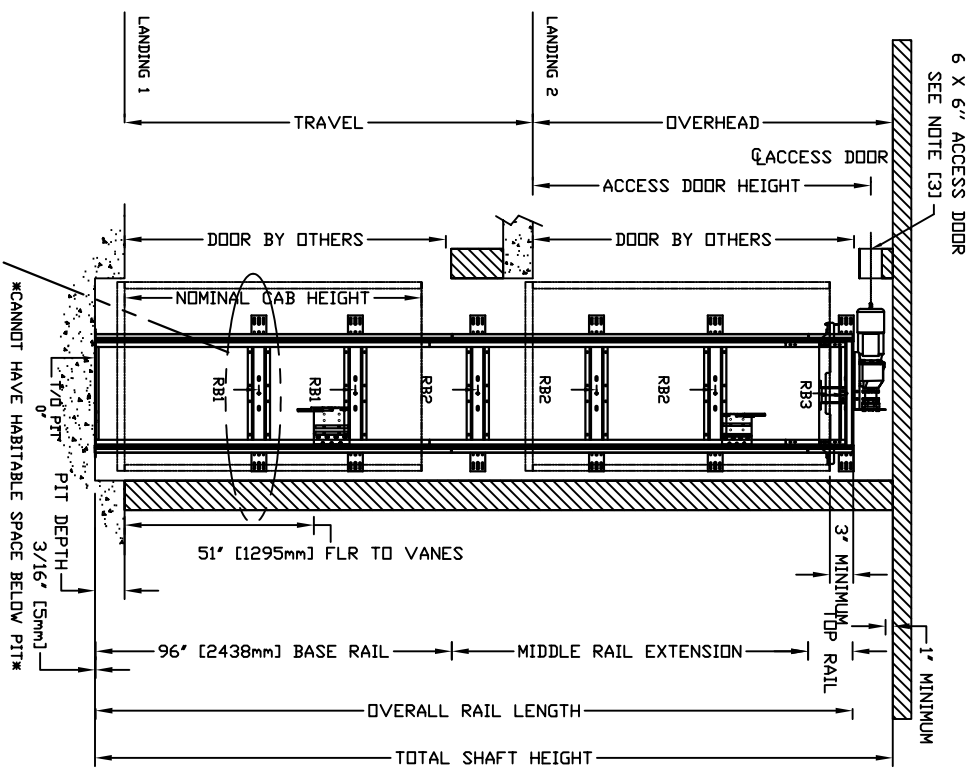 6 X 6" ACCESS DOOR
SEE NOTE [3]
LANDING 2
LANDING 1
OVERHEAD
TRAVEL
℄ACCESS DOOR
ACCESS DOOR HEIGHT
DOOR BY OTHERS
DOOR BY OTHERS
NOMINAL CAB HEIGHT
RB3
RB2
RB2
RB2
RB1
RB1
T/O PIT
0"
PIT DEPTH
3/16" [5mm]
*CANNOT HAVE HABITABLE SPACE BELOW PIT*
51" [1295mm] FLR TO VANES
3" MINIMUM
TOP RAIL
1" MINIMUM
96" [2438mm] BASE RAIL
MIDDLE RAIL EXTENSION
OVERALL RAIL LENGTH
TOTAL SHAFT HEIGHT